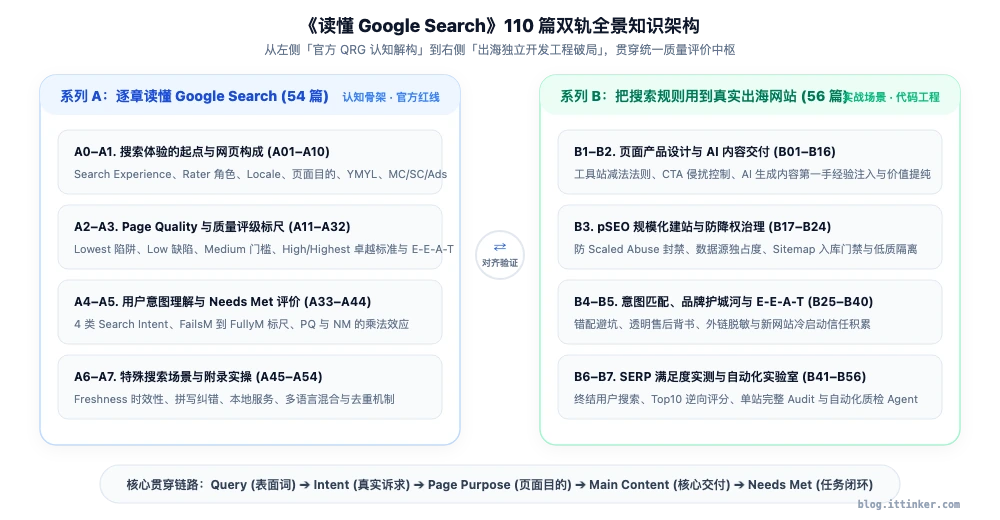 《读懂 Google Search》110 篇双轨全景知识架构
从左侧「官方 QRG 认知解构」到右侧「出海独立开发工程破局」，贯穿统一质量评价中枢
系列 A：逐章读懂 Google Search (54 篇)
认知骨架 · 官方红线
A0–A1. 搜索体验的起点与网页构成 (A01–A10)
Search Experience、Rater 角色、Locale、页面目的、YMYL、MC/SC/Ads
A2–A3. Page Quality 与质量评级标尺 (A11–A32)
Lowest 陷阱、Low 缺陷、Medium 门槛、High/Highest 卓越标准与 E-E-A-T
A4–A5. 用户意图理解与 Needs Met 评价 (A33–A44)
4 类 Search Intent、FailsM 到 FullyM 标尺、PQ 与 NM 的乘法效应
A6–A7. 特殊搜索场景与附录实操 (A45–A54)
Freshness 时效性、拼写纠错、本地服务、多语言混合与去重机制
⇄
对齐验证
系列 B：把搜索规则用到真实出海网站 (56 篇)
实战场景 · 代码工程
B1–B2. 页面产品设计与 AI 内容交付 (B01–B16)
工具站减法法则、CTA 侵扰控制、AI 生成内容第一手经验注入与价值提纯
B3. pSEO 规模化建站与防降权治理 (B17–B24)
防 Scaled Abuse 封禁、数据源独占度、Sitemap 入库门禁与低质隔离
B4–B5. 意图匹配、品牌护城河与 E-E-A-T (B25–B40)
错配避坑、透明售后背书、外链脱敏与新网站冷启动信任积累
B6–B7. SERP 满足度实测与自动化实验室 (B41–B56)
终结用户搜索、Top10 逆向评分、单站完整 Audit 与自动化质检 Agent
核心贯穿链路：Query (表面词) ➔ Intent (真实诉求) ➔ Page Purpose (页面目的) ➔ Main Content (核心交付) ➔ Needs Met (任务闭环)
blog.ittinker.com